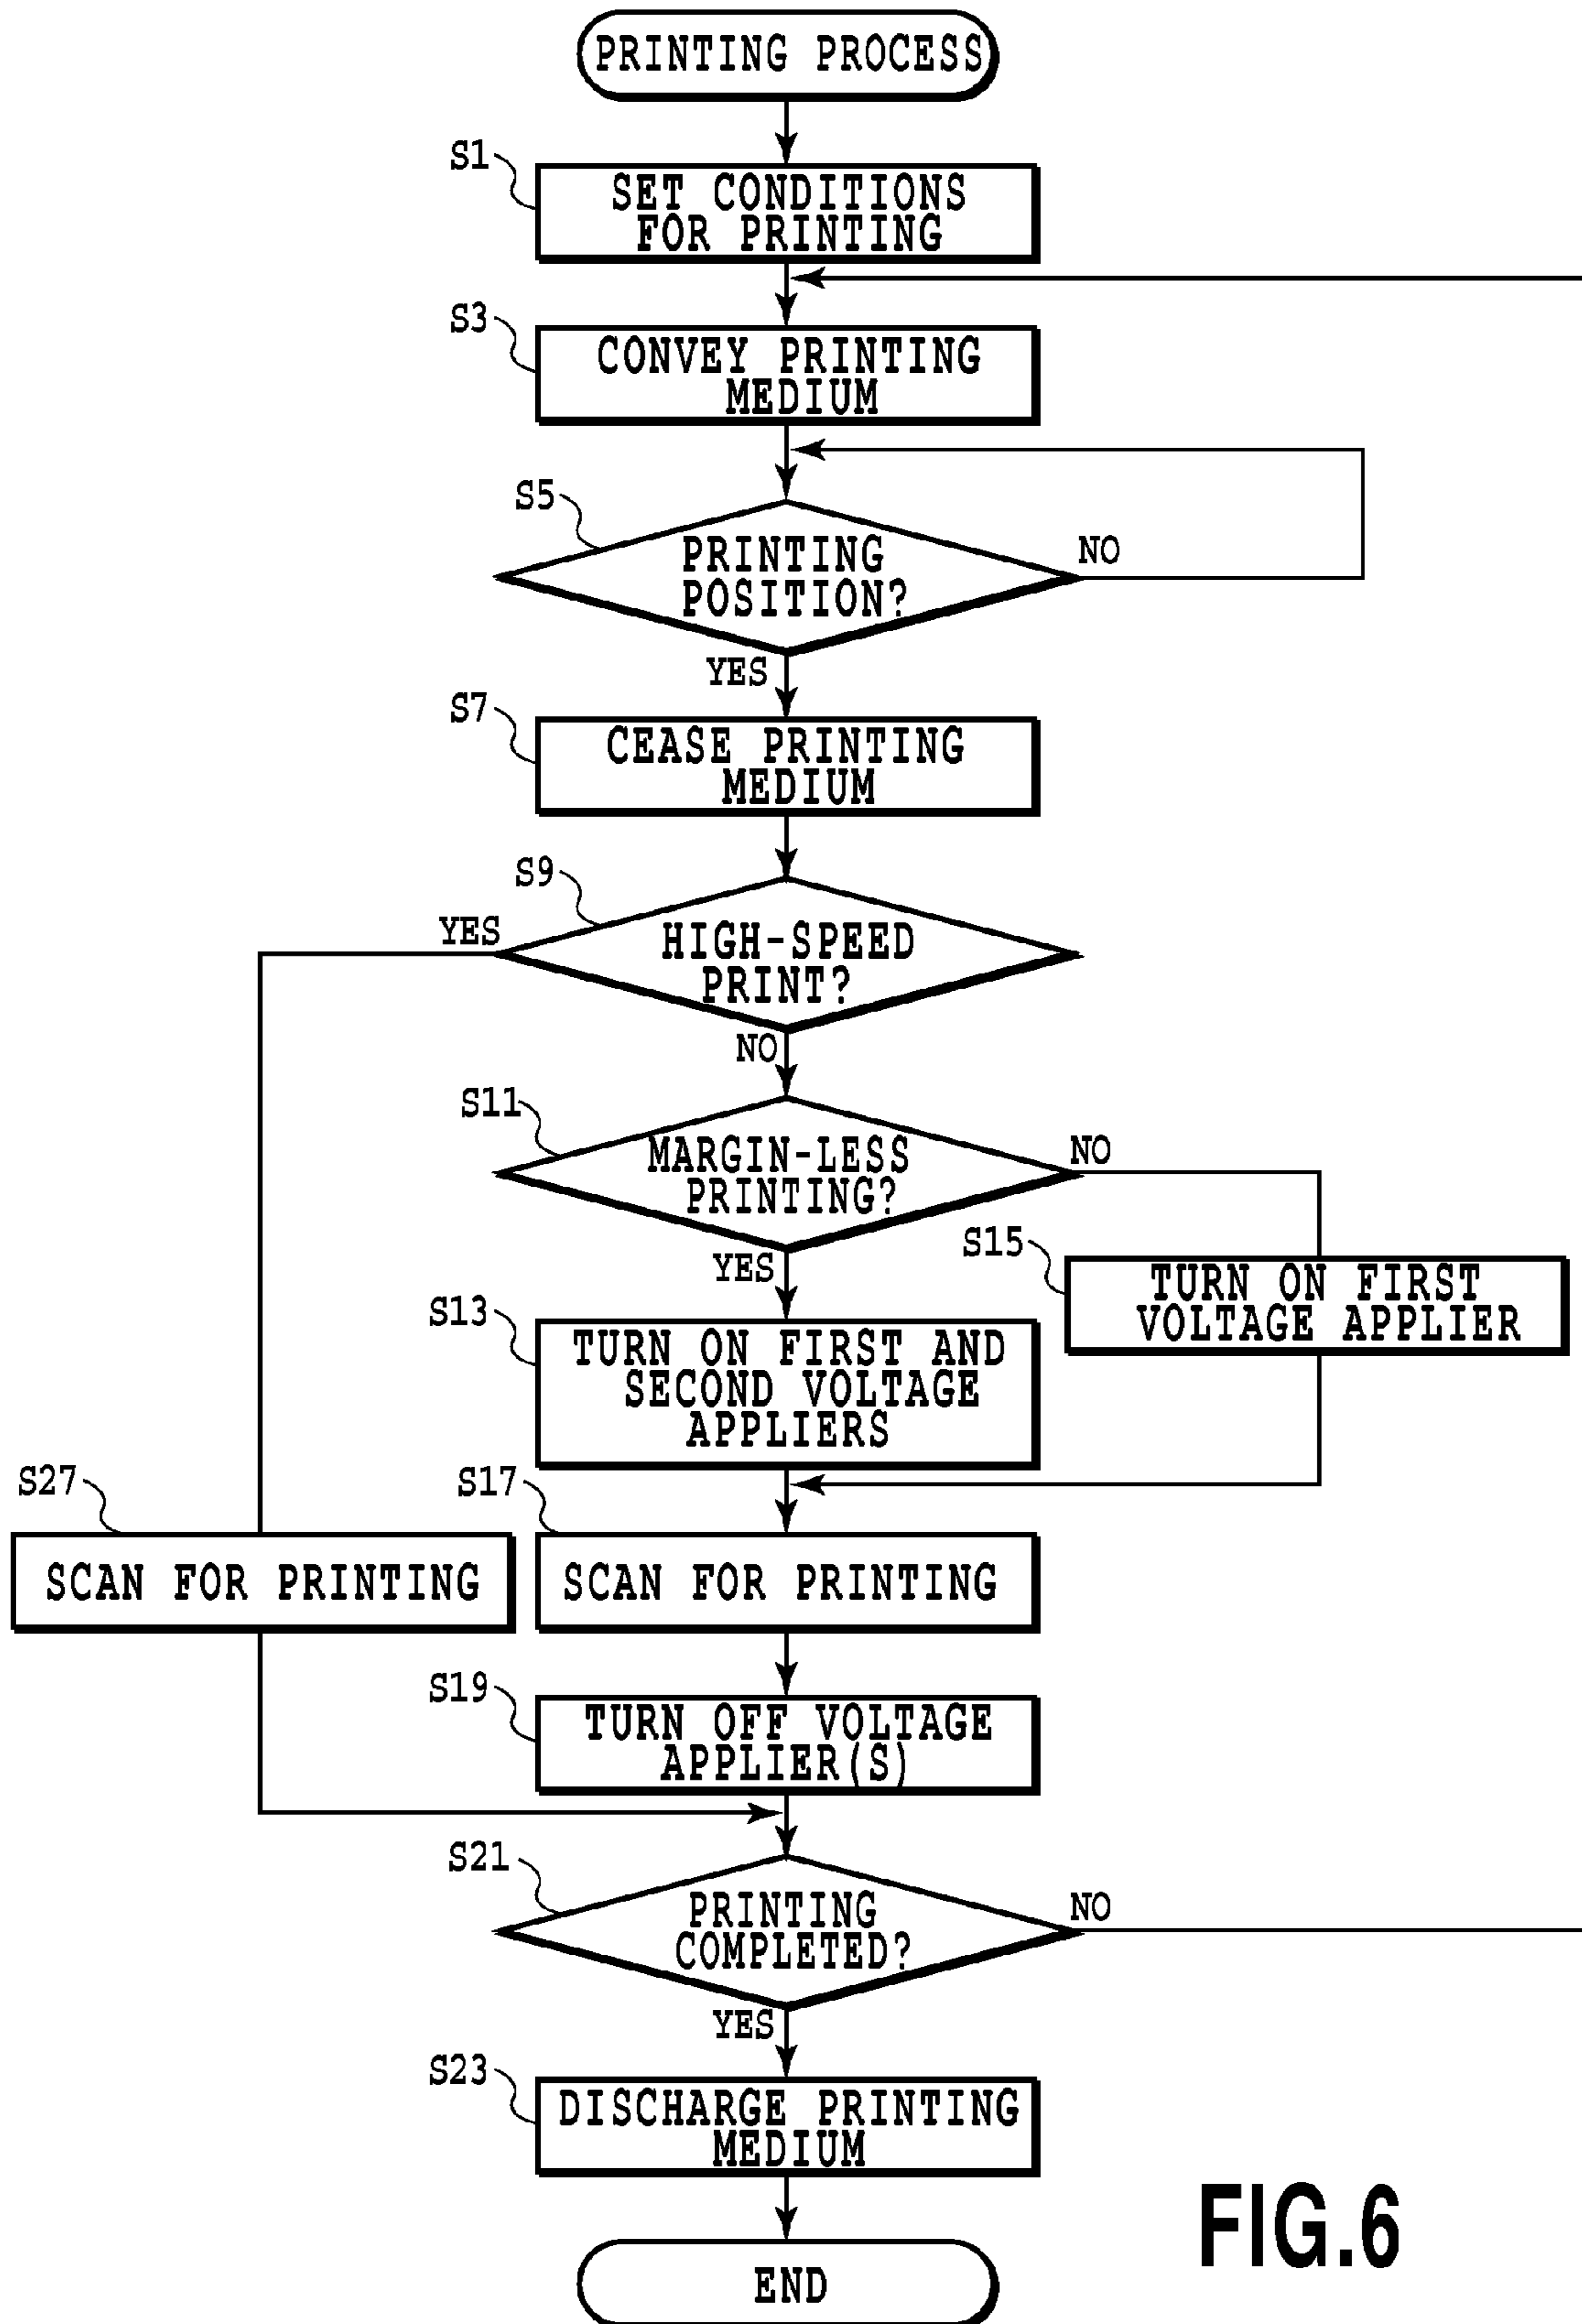 PRINTING PROCESS
S1
SET CONDITIONS
FOR PRINTING
S3
CONVEY PRINTING
MEDIUM
S5
PRINTING
POSITION?
NO
YES
S7
CEASE PRINTING
MEDIUM
S9
YES
HIGH-SPEED
PRINT?
NO
S11
MARGIN-LESS
PRINTING?
NO
YES
S15
TURN ON FIRST
VOLTAGE APPLIER
S13
TURN ON FIRST AND
SECOND VOLTAGE
APPLIERS
S27
SCAN FOR PRINTING
S17
SCAN FOR PRINTING
S19
TURN OFF VOLTAGE
APPLIER(S)
S21
PRINTING
COMPLETED?
NO
YES
S23
DISCHARGE PRINTING
MEDIUM
END
FIG.6